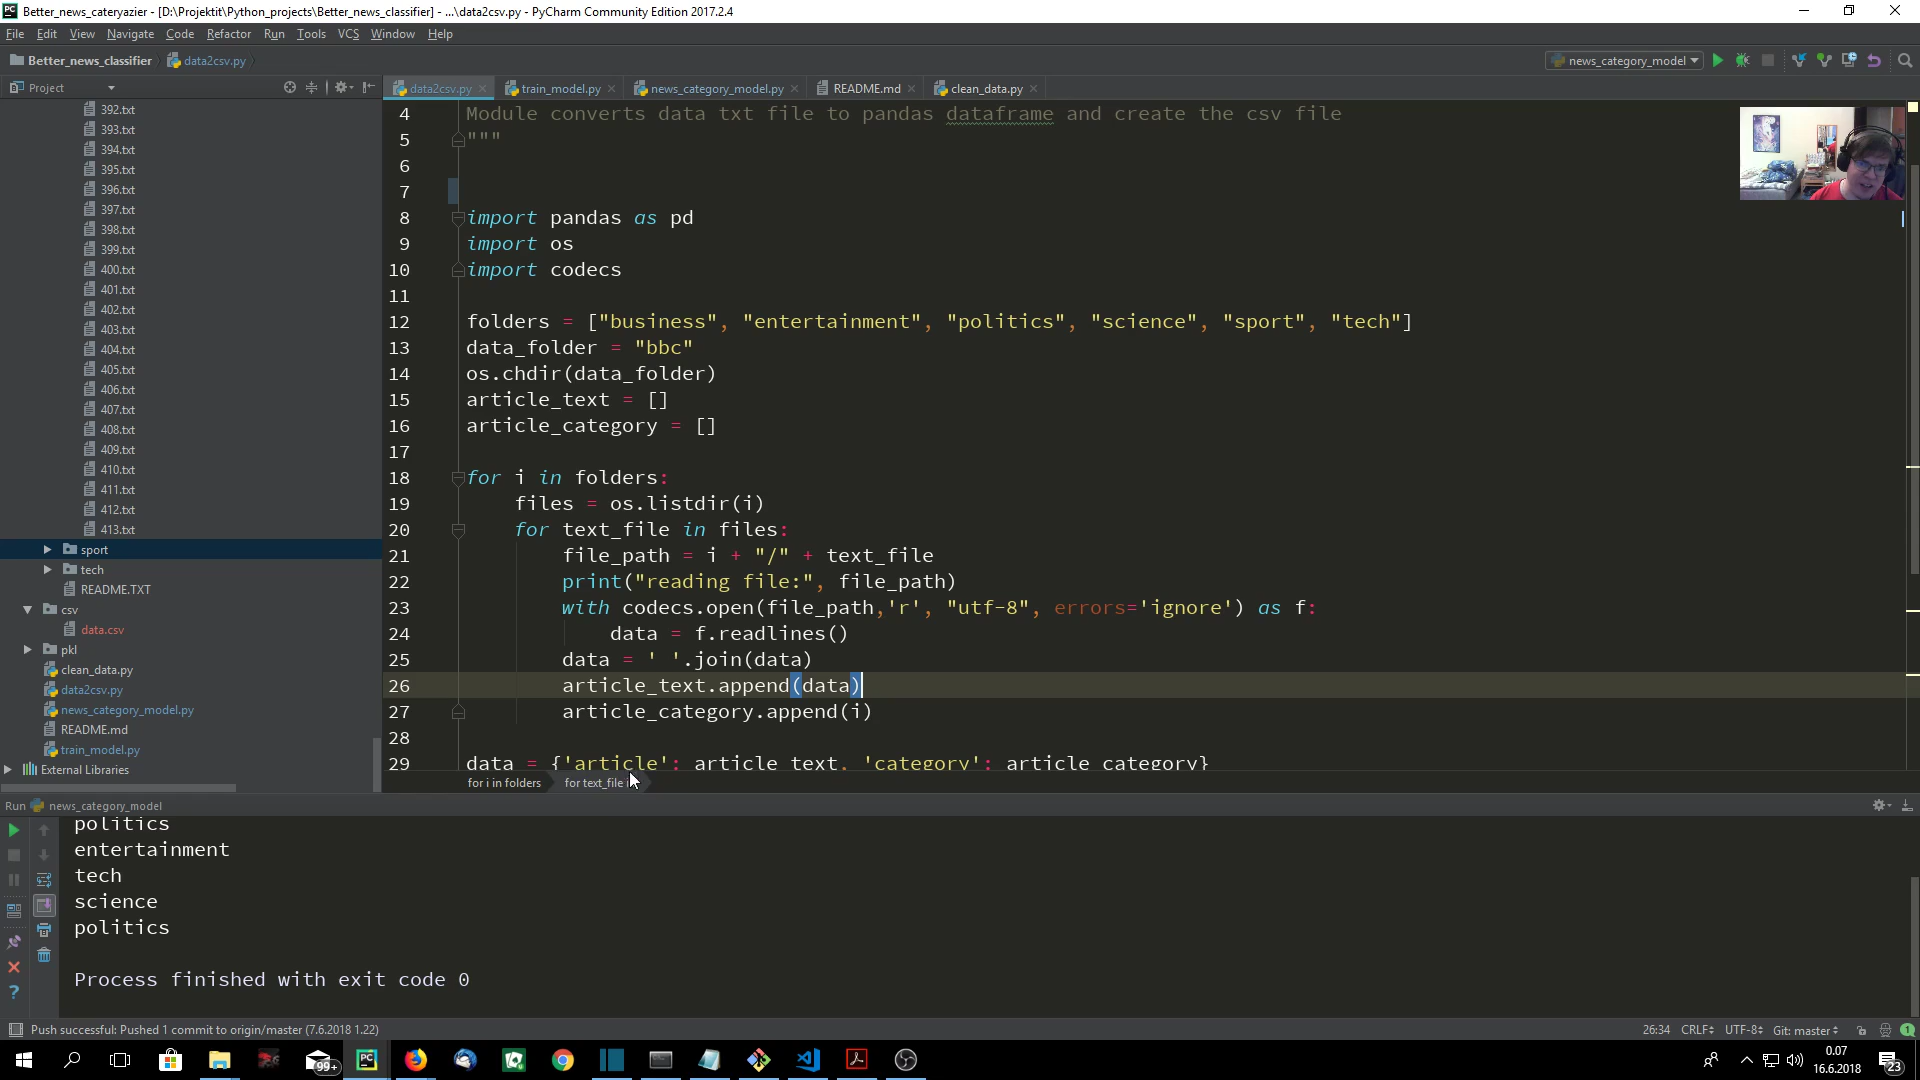 Better_news_cateryazier - [D:\Projektit\Python_projects\Better_news_classifier] - ...\data2csv.py - PyCharm Community Edition 2017.2.4
File Edit View Navigate Code Refactor Run Tools VCS Window Help
Better_news_classifier data2csv.py
news_category_model
Project
data2csv.py train_model.py news_category_model.py README.md clean_data.py
392.txt
393.txt
394.txt
395.txt
396.txt
397.txt
398.txt
399.txt
400.txt
401.txt
402.txt
403.txt
404.txt
405.txt
406.txt
407.txt
408.txt
409.txt
410.txt
411.txt
412.txt
413.txt
sport
tech
README.TXT
csv
data.csv
pkl
clean_data.py
data2csv.py
news_category_model.py
README.md
train_model.py
External Libraries
4 Module converts data txt file to pandas dataframe and create the csv file
5 """
6
7
8 import pandas as pd
9 import os
10 import codecs
11
12 folders = ["business", "entertainment", "politics", "science", "sport", "tech"]
13 data_folder = "bbc"
14 os.chdir(data_folder)
15 article_text = []
16 article_category = []
17
18 for i in folders:
19 files = os.listdir(i)
20 for text_file in files:
21 file_path = i + "/" + text_file
22 print("reading file:", file_path)
23 with codecs.open(file_path,'r', "utf-8", errors='ignore') as f:
24 data = f.readlines()
25 data = ' '.join(data)
26 article_text.append(data)
27 article_category.append(i)
28
29 data = {'article': article_text, 'category': article_category}
for i in folders for text_file i
Run news_category_model
politics
entertainment
tech
science
politics
Process finished with exit code 0
Push successful: Pushed 1 commit to origin/master (7.6.2018 1.22)
26:34 CRLF UTF-8 Git: master 1
99+
0.07
16.6.2018
23